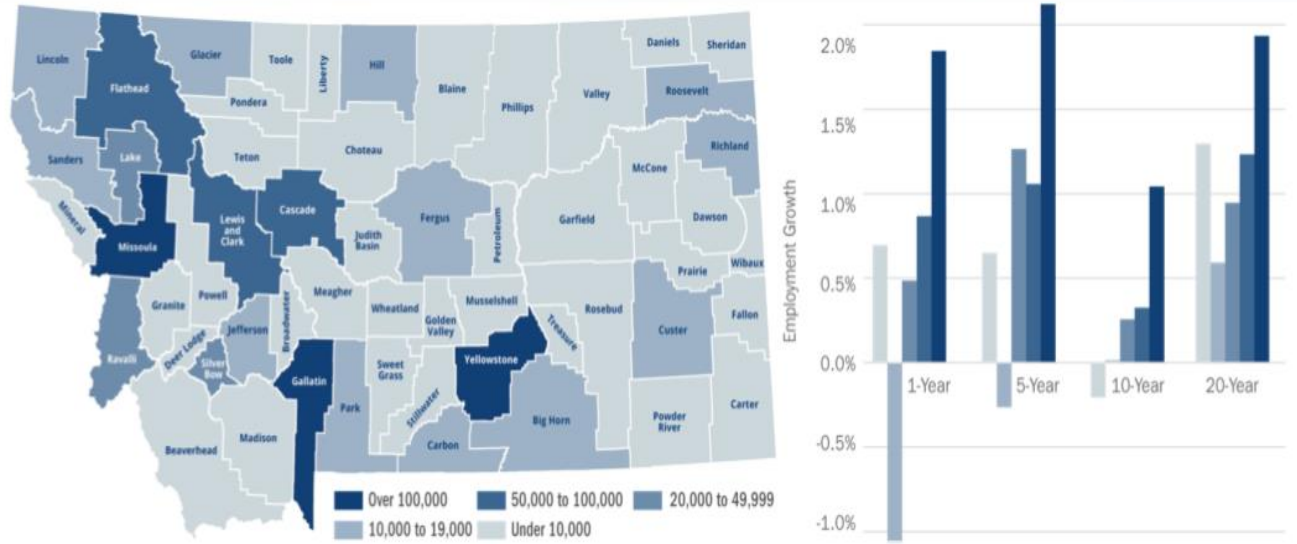 Lincoln
Glacier
Toole
Liberty
Hill
Blaine
Daniels
Sheridan
Flathead
Pondera
Phillips
Valley
Roosevelt
Sanders
Lake
Teton
Choteau
McCone
Richland
Mineral
Missoula
Lewis
and
Clark
Cascade
Judith
Basin
Fergus
Petroleum
Garfield
Dawson
Prairie
Wibaux
Granite
Powell
Meagher
Wheatland
Golden
Valley
Musselshell
Treasure
Rosebud
Custer
Fallon
Ravalli
Deer Lodge
Silver
Bow
Jefferson
Broadwater
Gallatin
Park
Sweet
Grass
Stillwater
Yellowstone
Beaverhead
Madison
Carbon
Big Horn
Powder
River
Carter
Over 100,000
50,000 to 100,000
20,000 to 49,999
10,000 to 19,000
Under 10,000
Employment Growth
2.0%
1.5%
1.0%
0.5%
0.0%
-0.5%
-1.0%
1-Year
5-Year
10-Year
20-Year